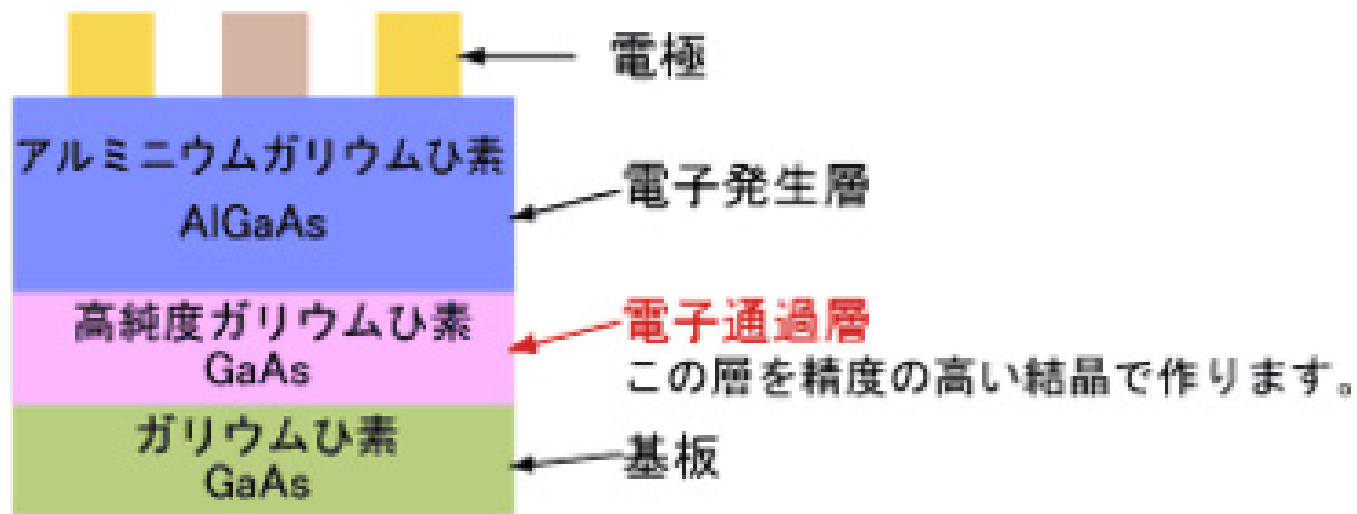 電極
アルミニウムガリウムひ素
AlGaAs
電子発生層
高純度ガリウムひ素
GaAs
電子通過層
この層を精度の高い結晶で作ります。
ガリウムひ素
GaAs
基板